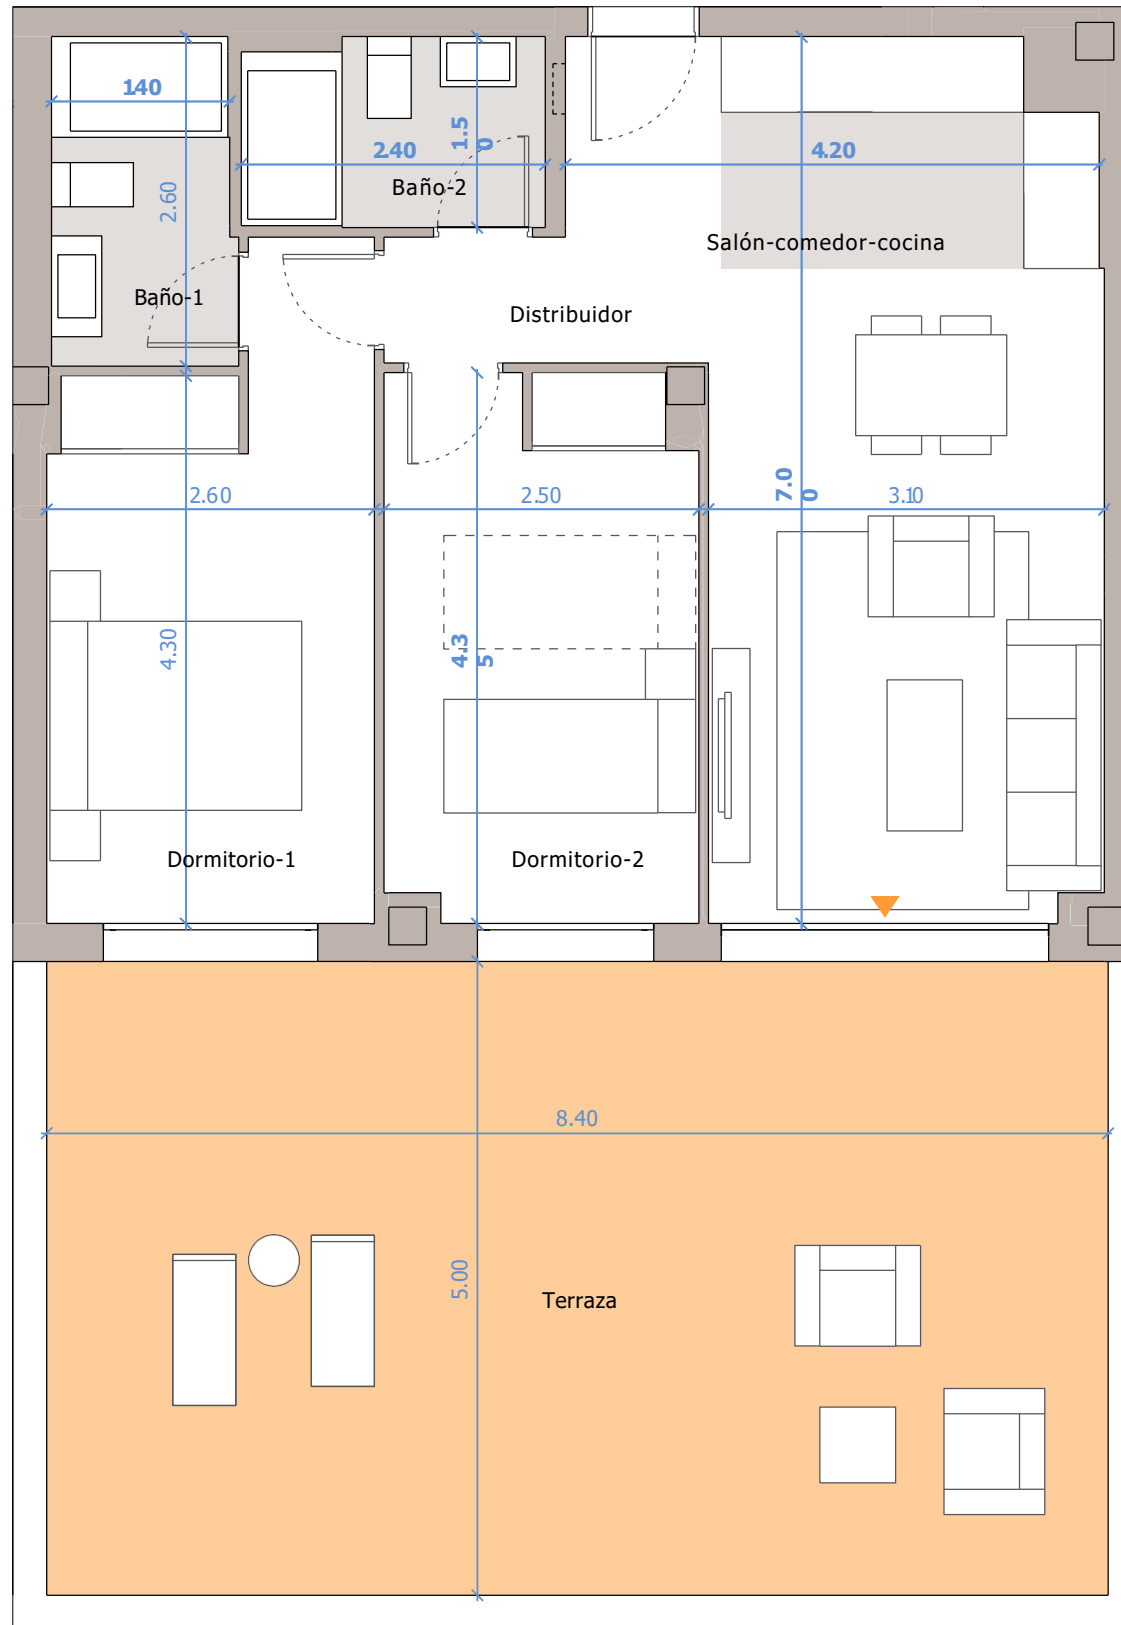 140
2.40
1.50
4.20
Baño-2
2.60
Salón-comedor-cocina
Baño-1
Distribuidor
2.60
2.50
7.00
3.10
4.30
4.35
Dormitorio-1
Dormitorio-2
8.40
5.00
Terraza